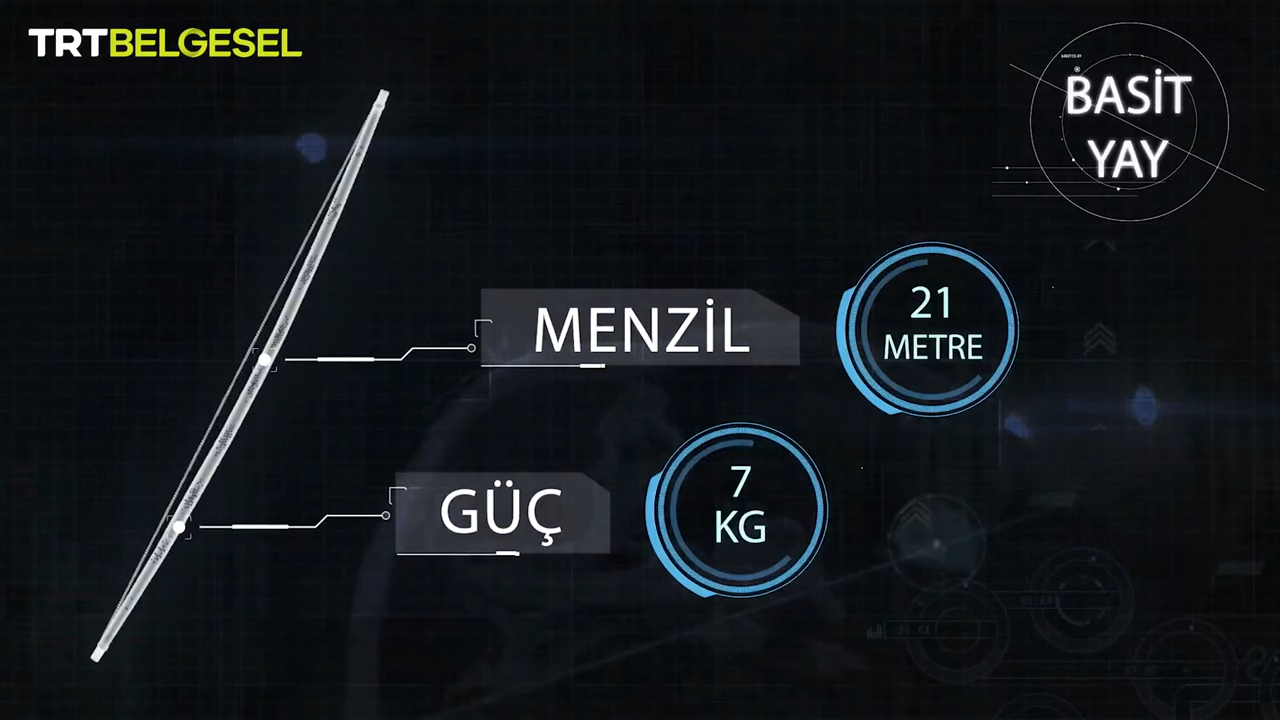 TRTBELGESEL
BASİT
YAY
MENZİL
21
METRE
GÜÇ
7
KG